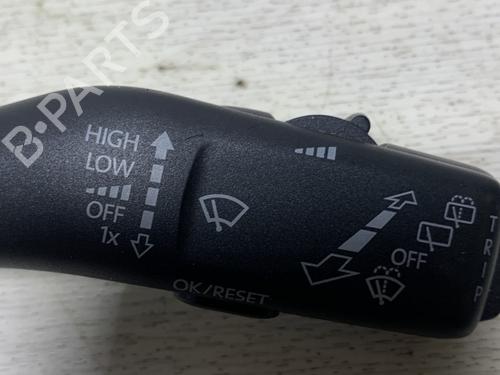 B-PARTS
HIGH
LOW
OFF
1x
OK/RESET
OFF
TRIP